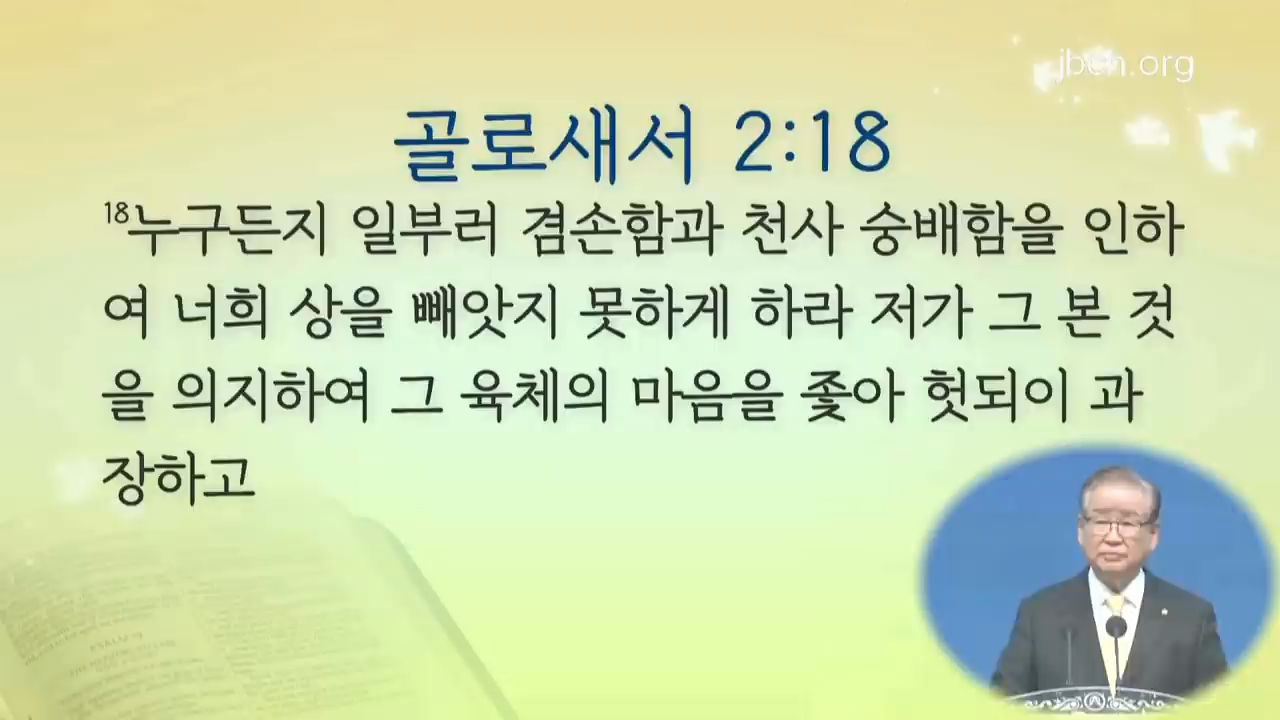 jbch.org
골로새서 2:18
18누구든지 일부러 겸손함과 천사 숭배함을 인하
여 너희 상을 빼앗지 못하게 하라 저가 그 본 것
을 의지하여 그 육체의 마음을 좇아 헛되이 과
장하고